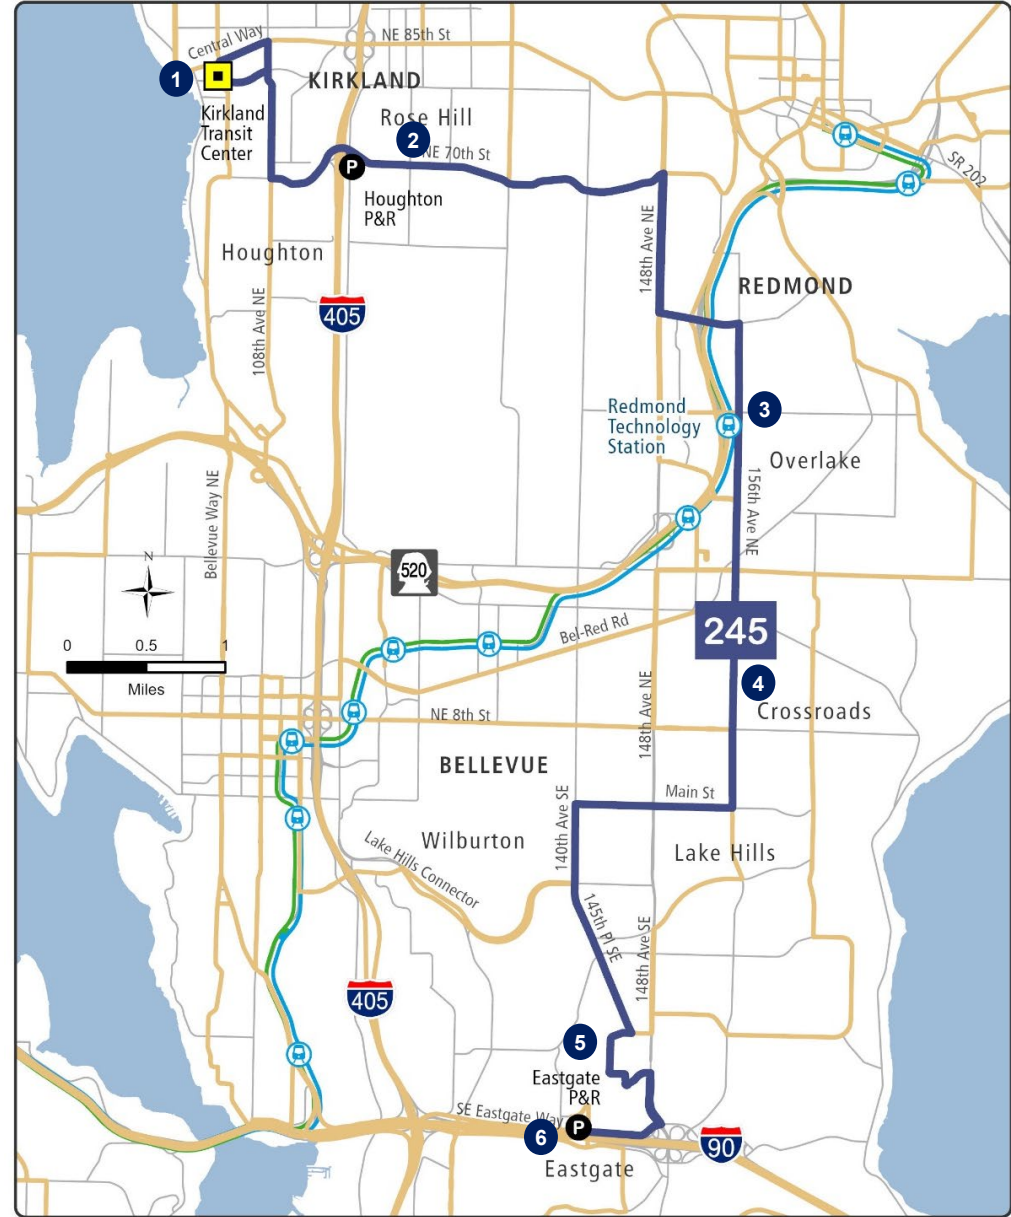 Central Way
NE 85th St
1
KIRKLAND
Kirkland
Transit
Center
Rose Hill
2
NE 70th St
SR 202
P
Houghton
P&R
Houghton
148th Ave NE
REDMOND
108th Ave NE
405
Redmond
Technology
Station
3
Overlake
156th Ave NE
Bellevue Way NE
N
520
0 0.5 1
Miles
Bel-Red Rd
245
4
148th Ave NE
Crossroads
NE 8th St
BELLEVUE
Main St
140th Ave SE
Wilburton
Lake Hills
Lake Hills Connector
145th Pl SE
148th Ave SE
405
5
Eastgate
P&R
SE Eastgate Way
6
P
90
Eastgate